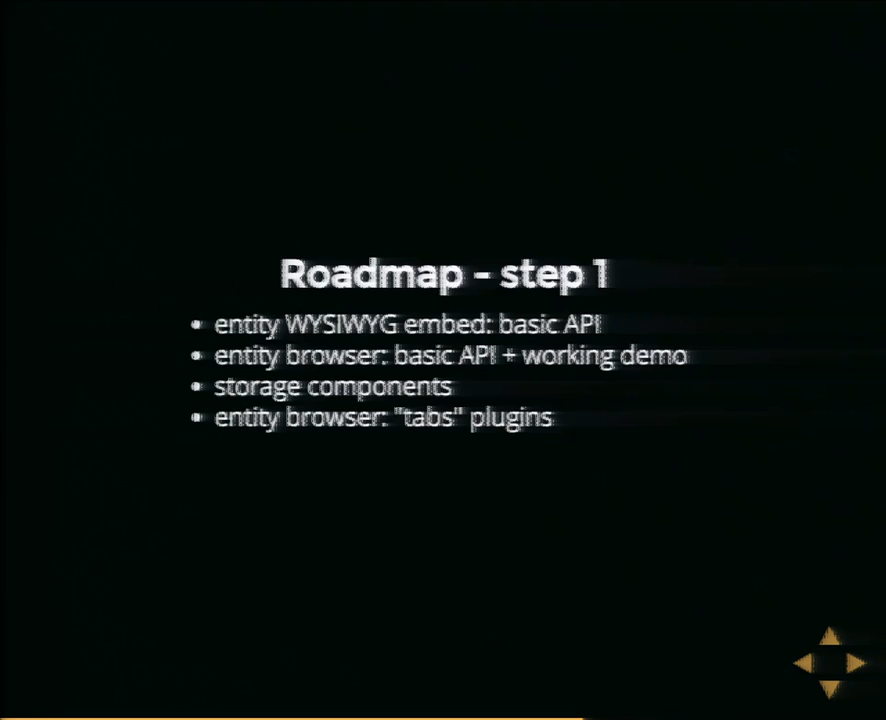 Roadmap - step 1
• entity WYSIWYG embed: basic API
• entity browser: basic API + working demo
• storage components
• entity browser: "tabs" plugins